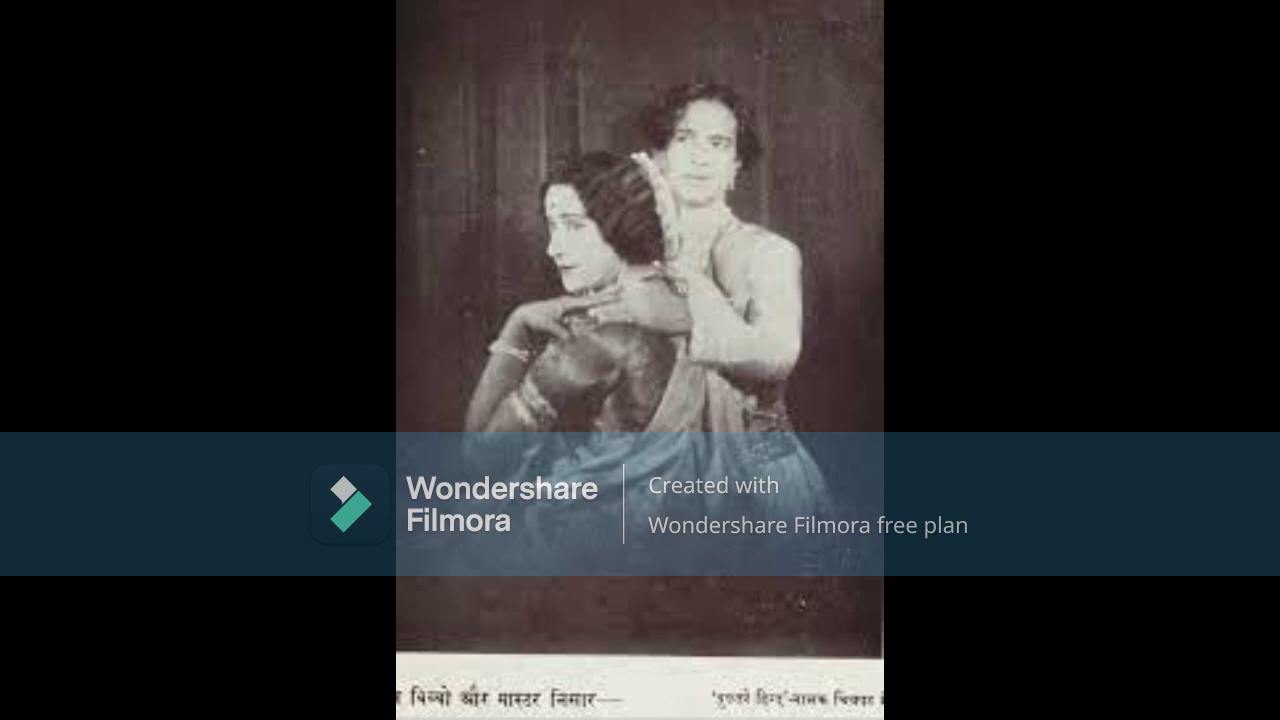 Wondershare
Filmora
Created with
Wondershare Filmora free plan
बिब्बो और मास्टर निसार— हिन्द'-नामक चित्रपट